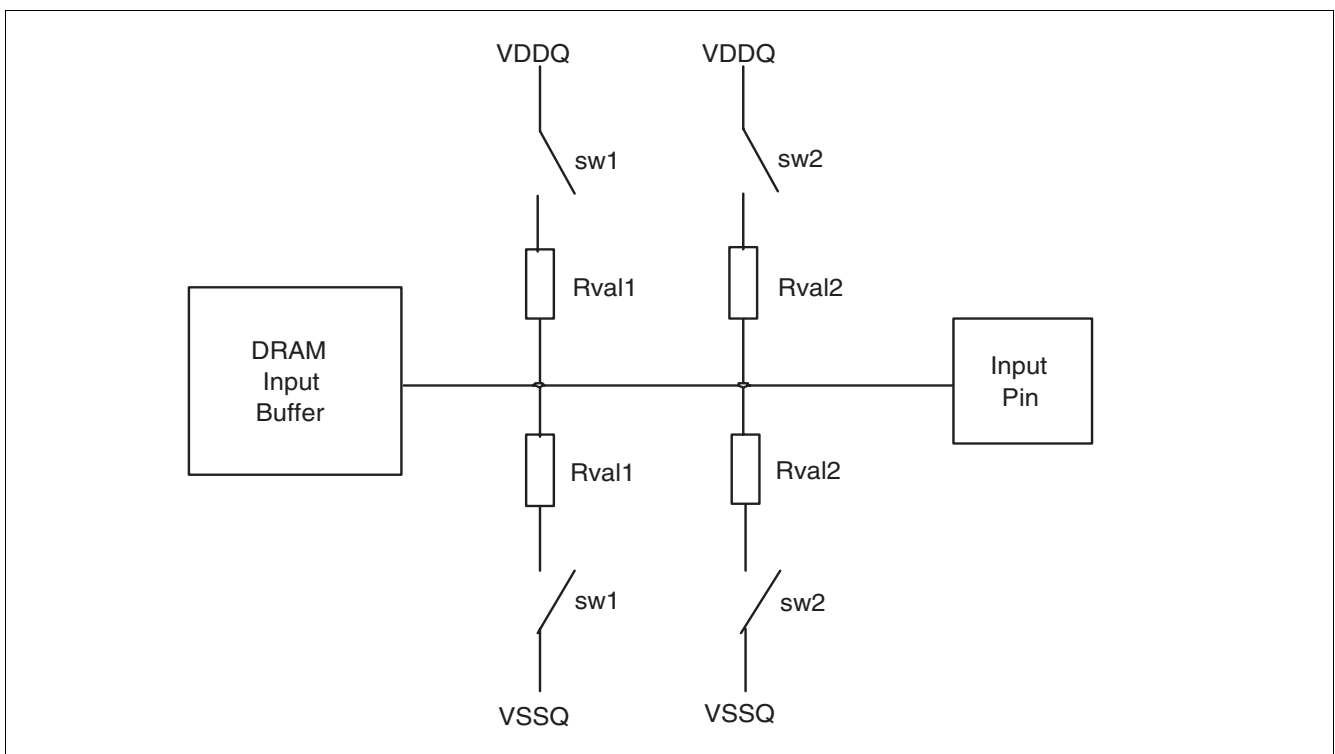 VDDQ
VDDQ
sw1
sw2
Rval1
Rval2
DRAM
Input
Buffer
Input
Pin
Rval1
Rval2
sw1
sw2
VSSQ
VSSQ